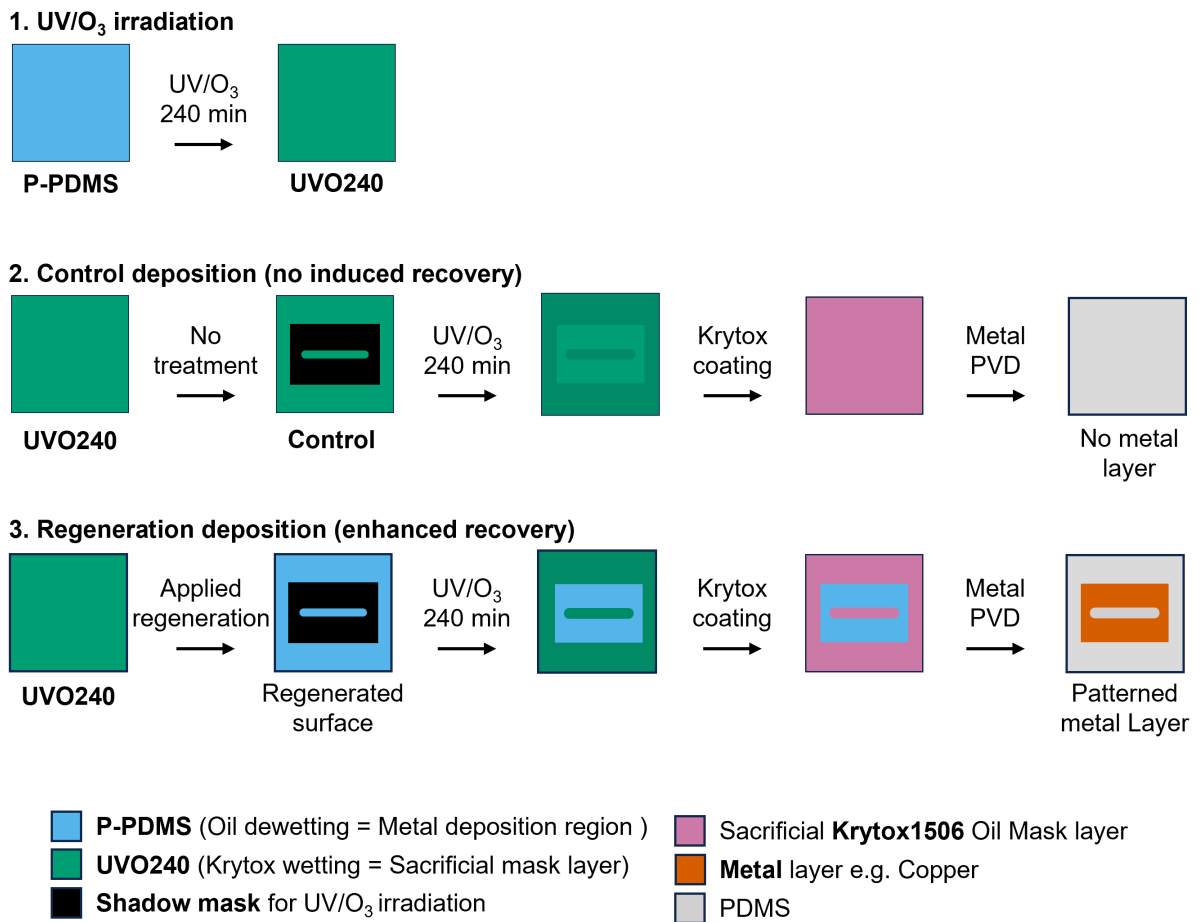 1. UV/O3 irradiation
UV/O3
240 min
P-PDMS
UVO240
2. Control deposition (no induced recovery)
No
treatment
UV/O3
240 min
Krytox
coating
Metal
PVD
UVO240
Control
No metal
layer
3. Regeneration deposition (enhanced recovery)
Applied
regeneration
UV/O3
240 min
Krytox
coating
Metal
PVD
UVO240
Regenerated
surface
Patterned
metal Layer
P-PDMS (Oil dewetting = Metal deposition region )
UVO240 (Krytox wetting = Sacrificial mask layer)
Shadow mask for UV/O3 irradiation
Sacrificial Krytox1506 Oil Mask layer
Metal layer e.g. Copper
PDMS